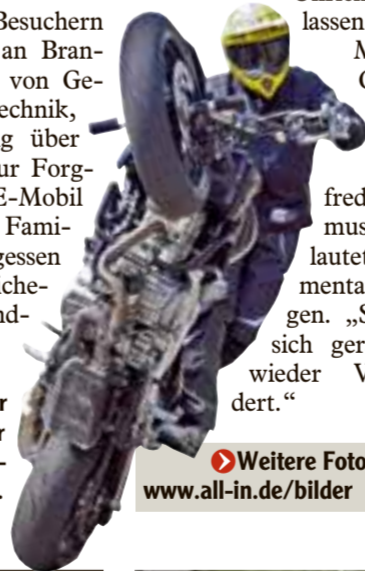 Besuchern
an Bran-
von Ge-
echnik,
g über
ur Forg-
E-Mobil
Fami-
gessen
iche-
nd-
r
r
-
.
lassen
M
fred
mus
lautet
menta
gen. „S
sich ger
wieder V
dert.“
Weitere Foto
www.all-in.de/bilder